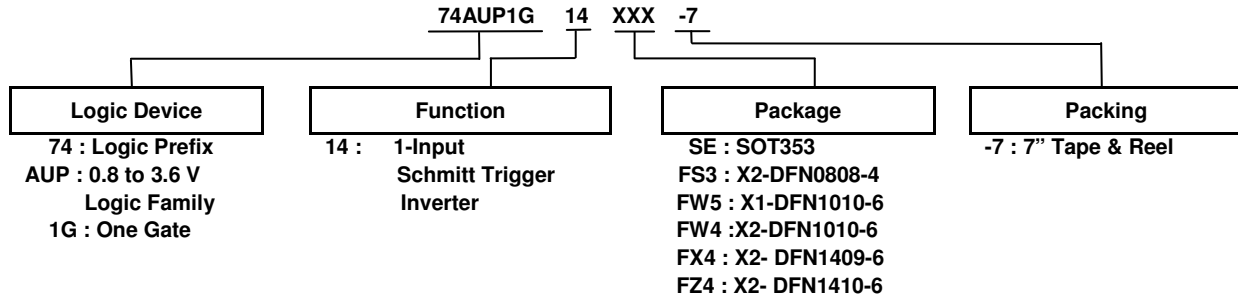 74AUP1G 14 XXX -7
Logic Device
74 : Logic Prefix
AUP : 0.8 to 3.6 V
Logic Family
1G : One Gate
Function
14 : 1-Input
Schmitt Trigger
Inverter
Package
SE : SOT353
FS3 : X2-DFN0808-4
FW5 : X1-DFN1010-6
FW4 :X2-DFN1010-6
FX4 : X2- DFN1409-6
FZ4 : X2- DFN1410-6
Packing
-7 : 7” Tape & Reel